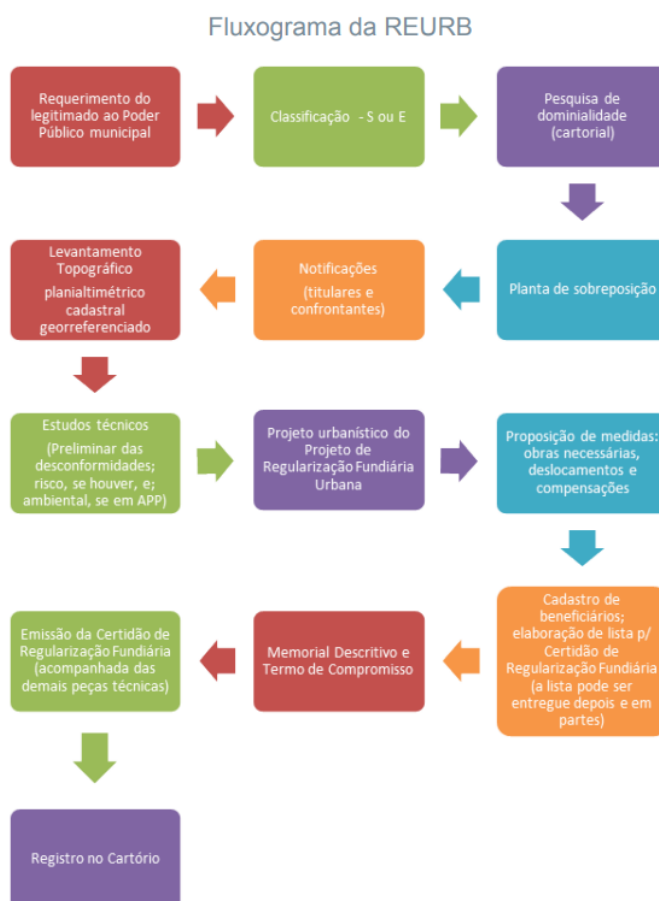 Fluxograma da REURB
Requerimento do
legitimado ao Poder
Público municipal
Classificação - S ou E
Pesquisa de
dominialidade
(cartorial)
Planta de sobreposição
Notificações
(titulares e
confrontantes)
Levantamento
Topográfico
planialtimétrico
cadastral
georreferenciado
Estudos técnicos
(Preliminar das
desconformidades;
risco, se houver, e;
ambiental, se em APP)
Projeto urbanístico do
Projeto de
Regularização Fundiária
Urbana
Proposição de medidas:
obras necessárias,
deslocamentos e
compensações
Cadastro de
beneficiários;
elaboração de lista p/
Certidão de
Regularização Fundiária
(a lista pode ser
entregue depois e em
partes)
Memorial Descritivo e
Termo de Compromisso
Emissão da Certidão de
Regularização Fundiária
(acompanhada das
demais peças técnicas)
Registro no Cartório